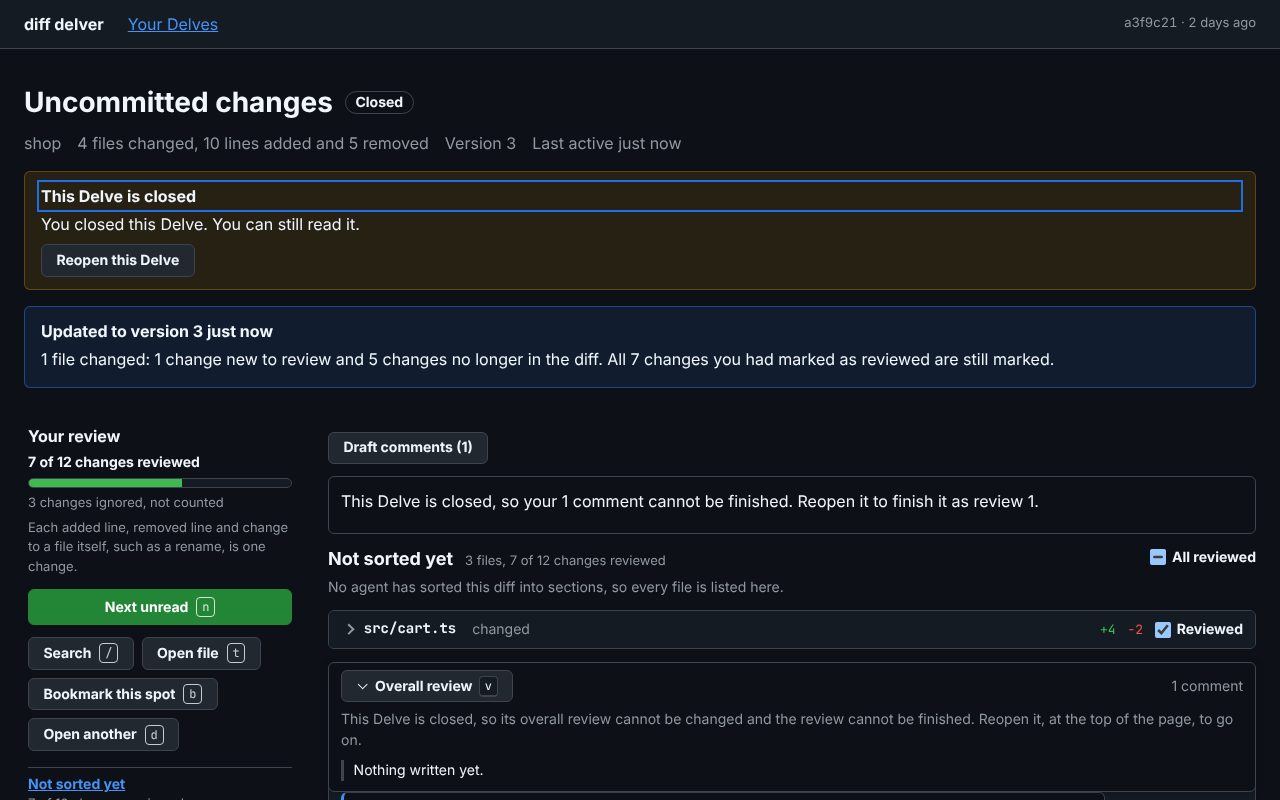 diff delver
Your Delves
a3f9c21 · 2 days ago
Uncommitted changes
Closed
shop
4 files changed, 10 lines added and 5 removed
Version 3
Last active just now
This Delve is closed
You closed this Delve. You can still read it.
Reopen this Delve
Updated to version 3 just now
1 file changed: 1 change new to review and 5 changes no longer in the diff. All 7 changes you had marked as reviewed are still marked.
Your review
7 of 12 changes reviewed
3 changes ignored, not counted
Each added line, removed line and change
to a file itself, such as a rename, is one
change.
Next unread n
Search /
Open file t
Bookmark this spot b
Open another d
Not sorted yet
Draft comments (1)
This Delve is closed, so your 1 comment cannot be finished. Reopen it to finish it as review 1.
Not sorted yet
3 files, 7 of 12 changes reviewed
All reviewed
No agent has sorted this diff into sections, so every file is listed here.
src/cart.ts
changed
+4 -2
Reviewed
Overall review v
1 comment
This Delve is closed, so its overall review cannot be changed and the review cannot be finished. Reopen it, at the top of the page, to go
on.
Nothing written yet.